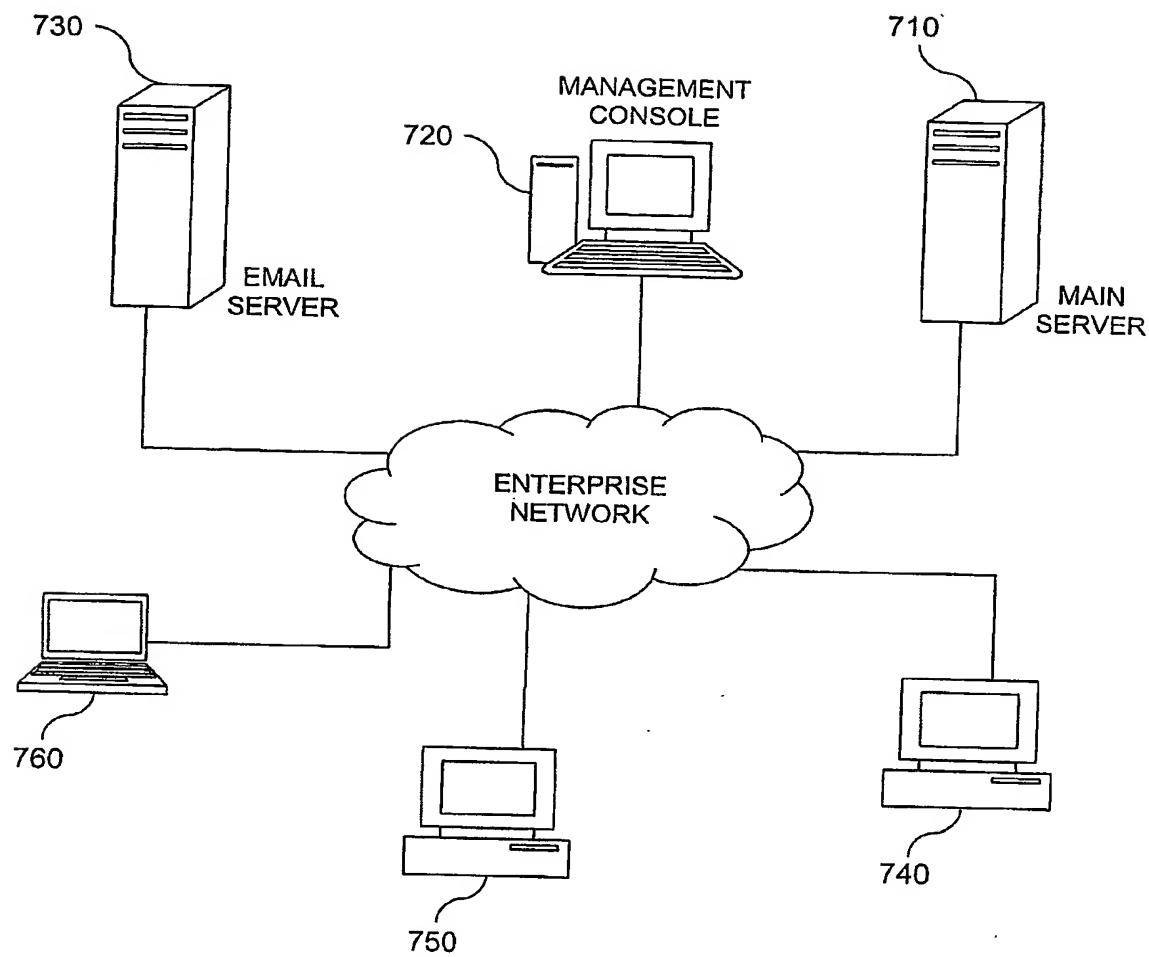 730
710
MANAGEMENT
CONSOLE
720
EMAIL
SERVER
MAIN
SERVER
ENTERPRISE
NETWORK
760
740
750